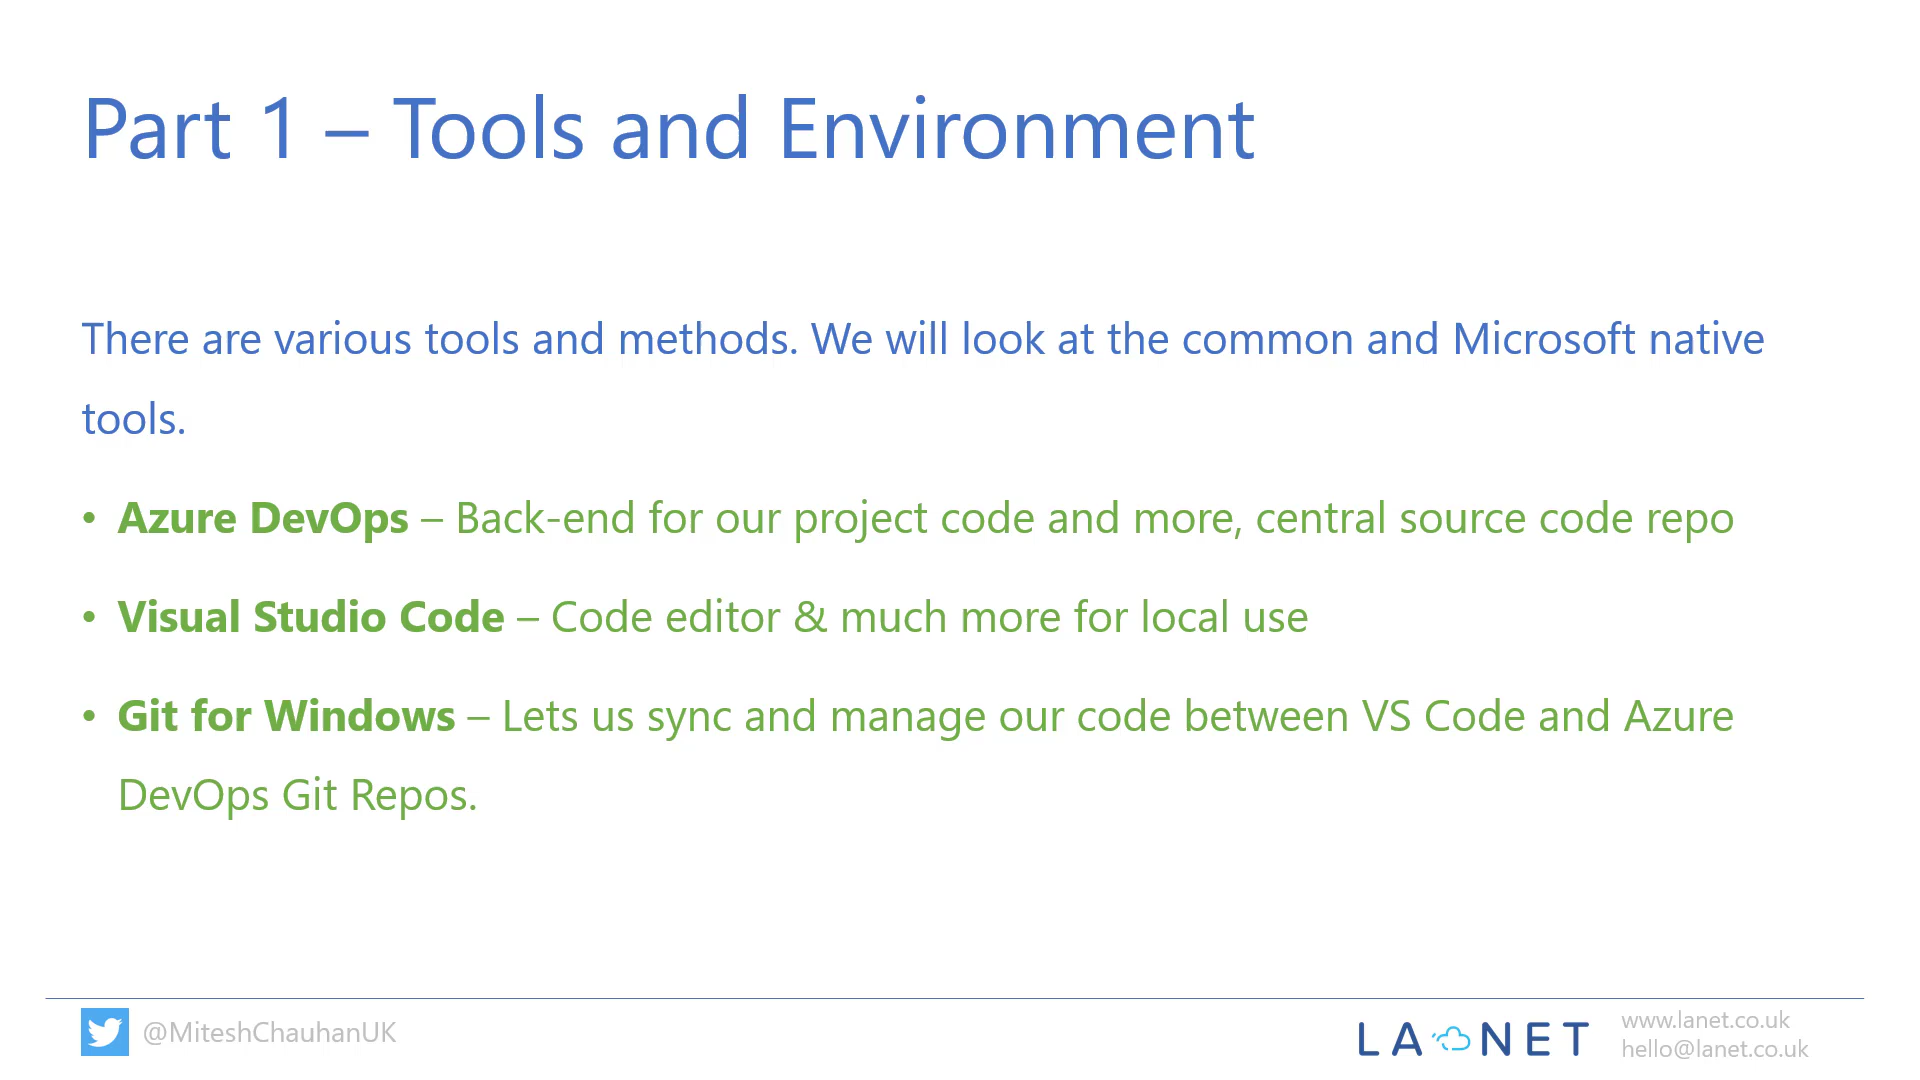 Part 1 – Tools and Environment
There are various tools and methods. We will look at the common and Microsoft native
tools.
• Azure DevOps – Back-end for our project code and more, central source code repo
• Visual Studio Code – Code editor & much more for local use
• Git for Windows – Lets us sync and manage our code between VS Code and Azure
DevOps Git Repos.
@MiteshChauhanUK
LA NET
www.lanet.co.uk
hello@lanet.co.uk